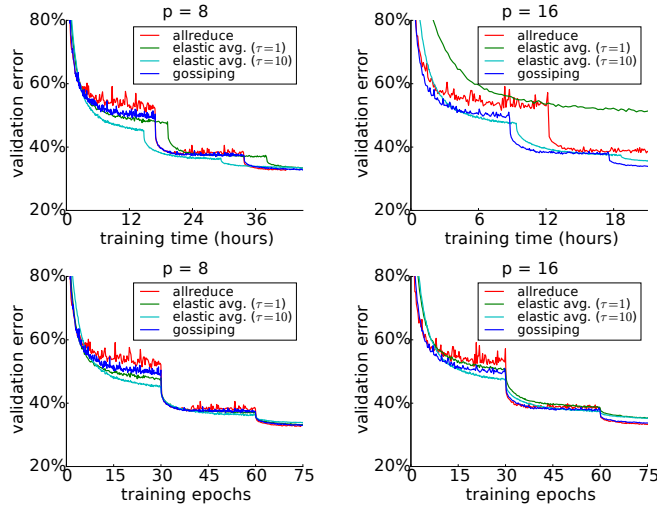 p = 8
80%
60%
40%
20%
validation error
allreduce
elastic avg. (τ=1)
elastic avg. (τ=10)
gossiping
0 12 24 36
training time (hours)
p = 16
80%
60%
40%
20%
validation error
allreduce
elastic avg. (τ=1)
elastic avg. (τ=10)
gossiping
0 6 12 18
training time (hours)
p = 8
80%
60%
40%
20%
validation error
allreduce
elastic avg. (τ=1)
elastic avg. (τ=10)
gossiping
0 15 30 45 60 75
training epochs
p = 16
80%
60%
40%
20%
validation error
allreduce
elastic avg. (τ=1)
elastic avg. (τ=10)
gossiping
0 15 30 45 60 75
training epochs